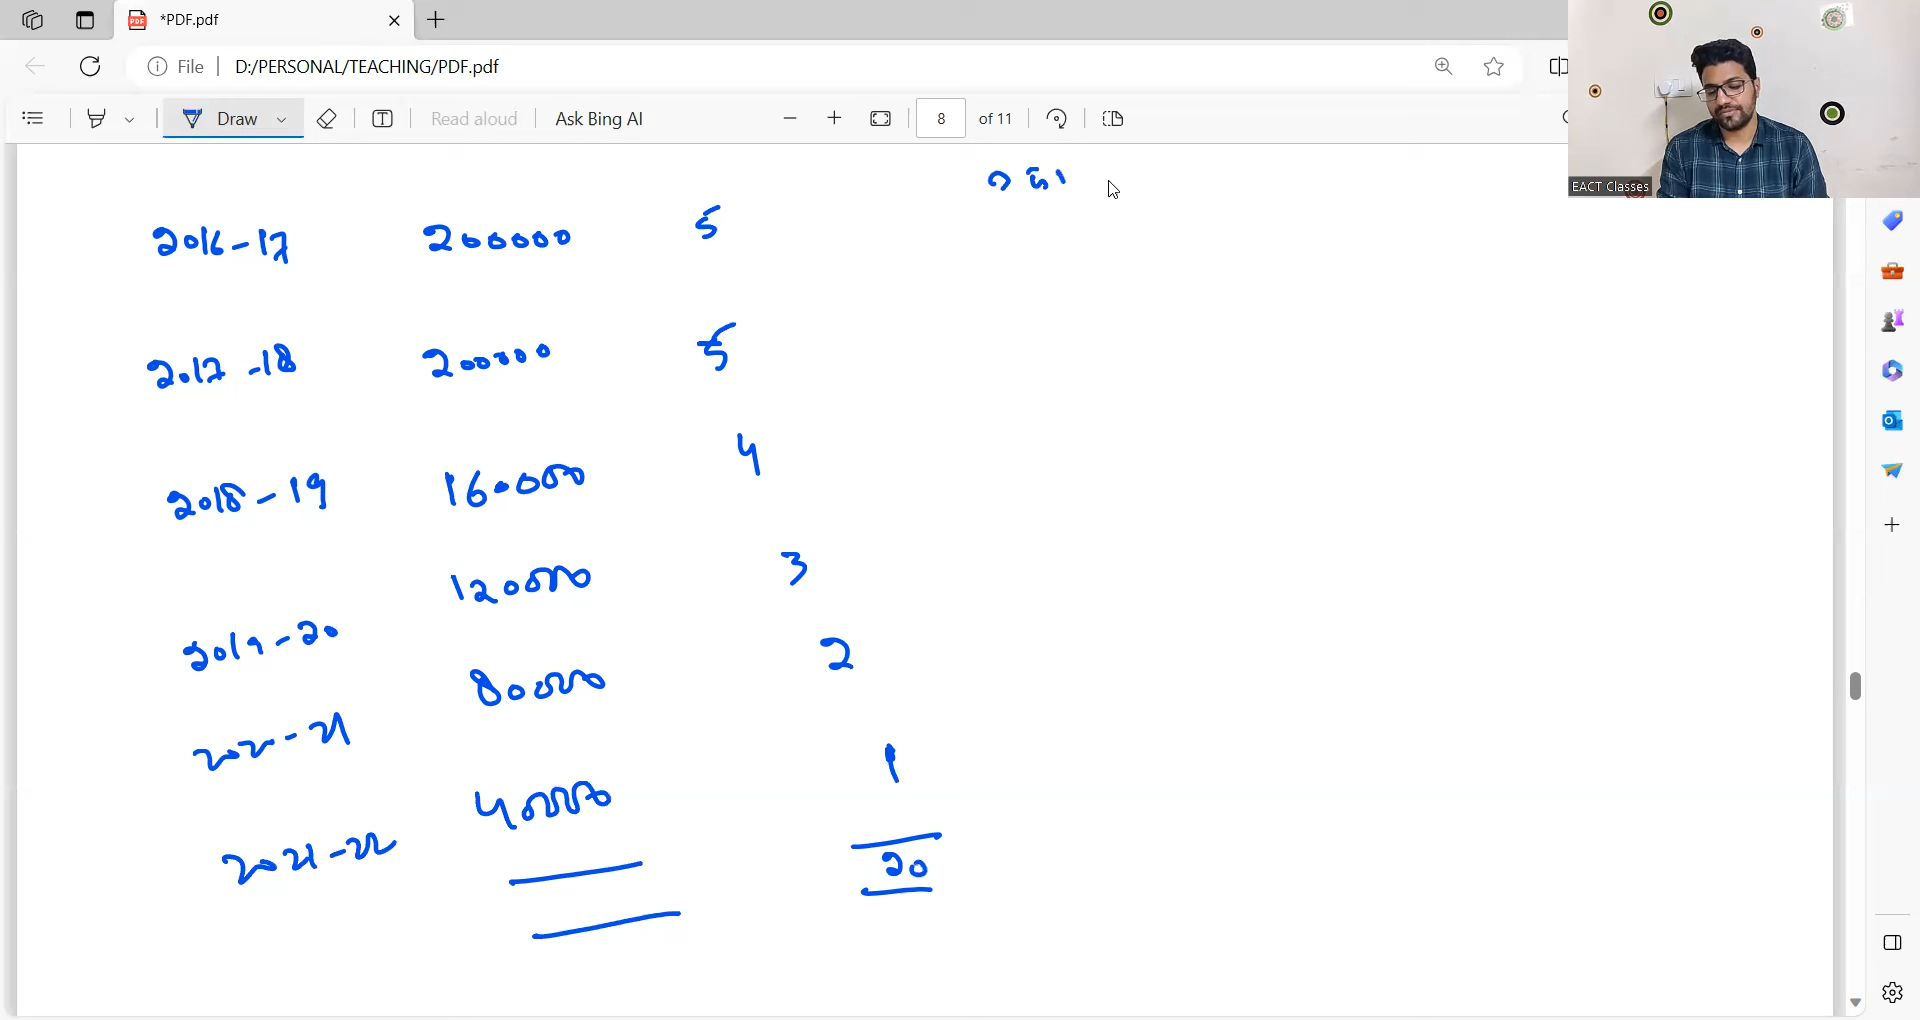 *PDF.pdf
File D:/PERSONAL/TEACHING/PDF.pdf
Draw Read aloud Ask Bing AI 8 of 11
EACT Classes
2016-17 200000 5
2017-18 200000 5
2018-19 160000 4
2019-20 120000 3
2020-21 80000 2
2021-22 40000 1
20